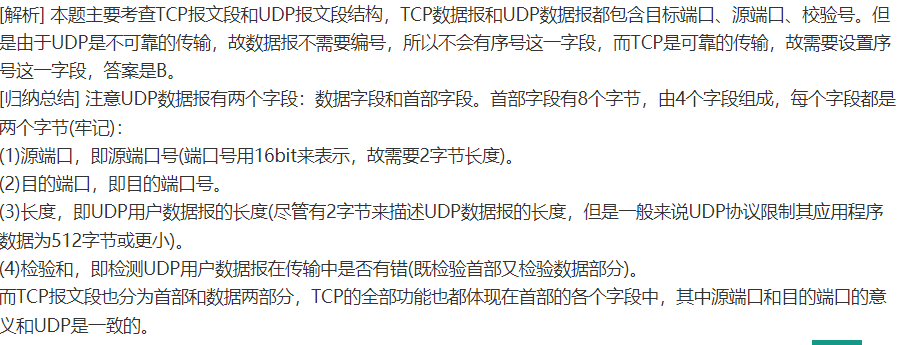 [解析] 本题主要考查TCP报文段和UDP报文段结构，TCP数据报和UDP数据报都包含目标端口、源端口、校验号。但
是由于UDP是不可靠的传输，故数据报不需要编号，所以不会有序号这一字段，而TCP是可靠的传输，故需要设置序
号这一字段，答案是B。
[归纳总结] 注意UDP数据报有两个字段：数据字段和首部字段。首部字段有8个字节，由4个字段组成，每个字段都是
两个字节(牢记)：
(1)源端口，即源端口号(端口号用16bit来表示，故需要2字节长度)。
(2)目的端口，即目的端口号。
(3)长度，即UDP用户数据报的长度(尽管有2字节来描述UDP数据报的长度，但是一般来说UDP协议限制其应用程序
数据为512字节或更小)。
(4)检验和，即检测UDP用户数据报在传输中是否有错(既检验首部又检验数据部分)。
而TCP报文段也分为首部和数据两部分，TCP的全部功能也都体现在首部的各个字段中，其中源端口和目的端口的意
义和UDP是一致的。